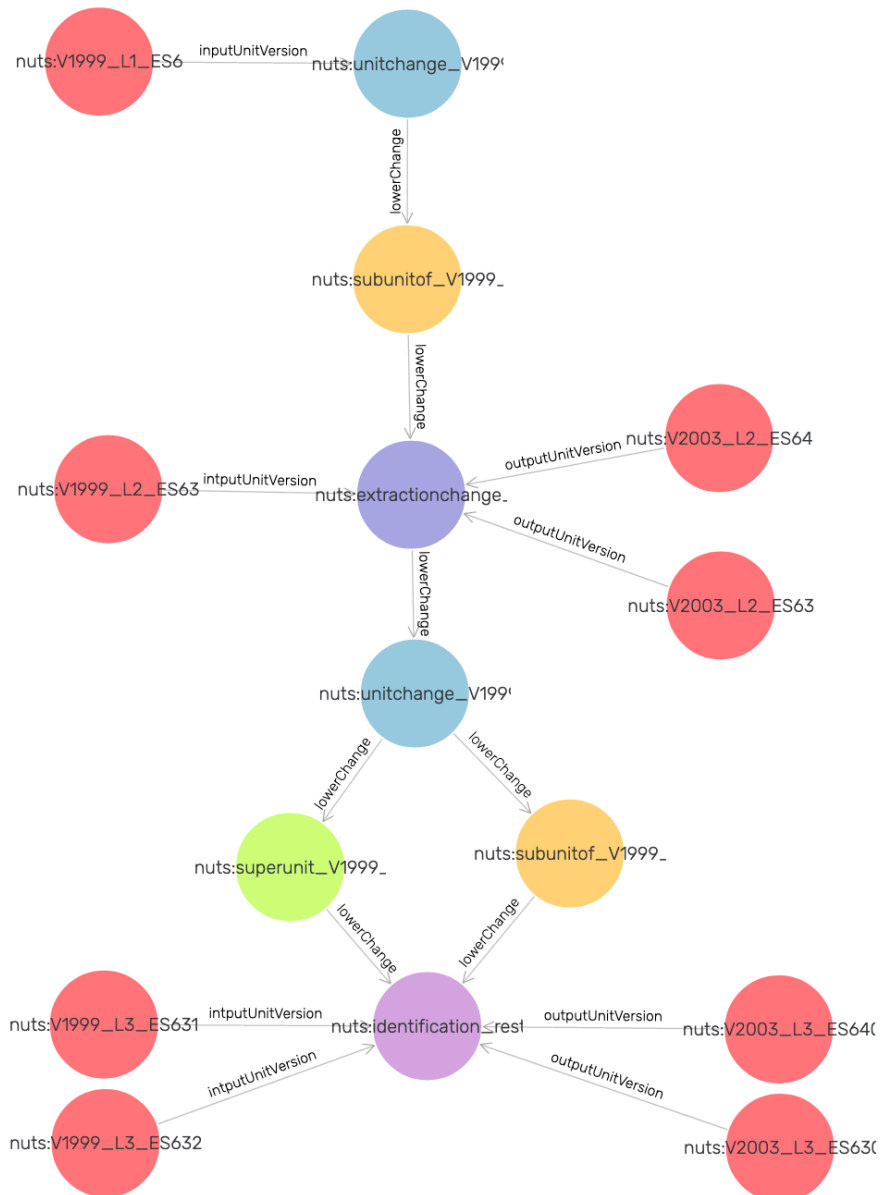 nuts:V1999_L1_ES6
inputUnitVersion
nuts:unitchange_V199
lowerChange
nuts:subunitof_V1999_
lowerChange
nuts:V2003_L2_ES64
outputUnitVersion
nuts:V1999_L2_ES63
intputUnitVersion
nuts:extractionchange_
outputUnitVersion
nuts:V2003_L2_ES63
lowerChange
nuts:unitchange_V199
lowerChange
lowerChange
nuts:superunit_V1999_
nuts:subunitof_V1999_
lowerChange
lowerChange
nuts:V1999_L3_ES631
intputUnitVersion
nuts:identification_rest
outputUnitVersion
nuts:V2003_L3_ES640
intputUnitVersion
outputUnitVersion
nuts:V1999_L3_ES632
nuts:V2003_L3_ES630